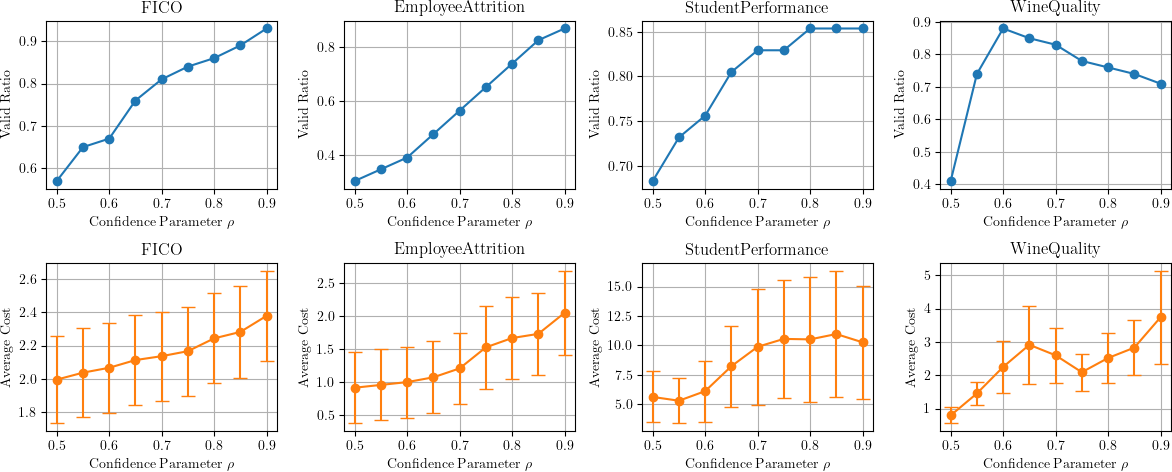 FICO
0.9
0.8
0.7
0.6
Valid Ratio
0.5 0.6 0.7 0.8 0.9
Confidence Parameter ρ
EmployeeAttrition
0.8
0.6
0.4
Valid Ratio
0.5 0.6 0.7 0.8 0.9
Confidence Parameter ρ
StudentPerformance
0.85
0.80
0.75
0.70
Valid Ratio
0.5 0.6 0.7 0.8 0.9
Confidence Parameter ρ
WineQuality
0.9
0.8
0.7
0.6
0.5
0.4
Valid Ratio
0.5 0.6 0.7 0.8 0.9
Confidence Parameter ρ
FICO
2.6
2.4
2.2
2.0
1.8
Average Cost
0.5 0.6 0.7 0.8 0.9
Confidence Parameter ρ
EmployeeAttrition
2.5
2.0
1.5
1.0
0.5
Average Cost
0.5 0.6 0.7 0.8 0.9
Confidence Parameter ρ
StudentPerformance
15.0
12.5
10.0
7.5
5.0
Average Cost
0.5 0.6 0.7 0.8 0.9
Confidence Parameter ρ
WineQuality
5
4
3
2
1
Average Cost
0.5 0.6 0.7 0.8 0.9
Confidence Parameter ρ